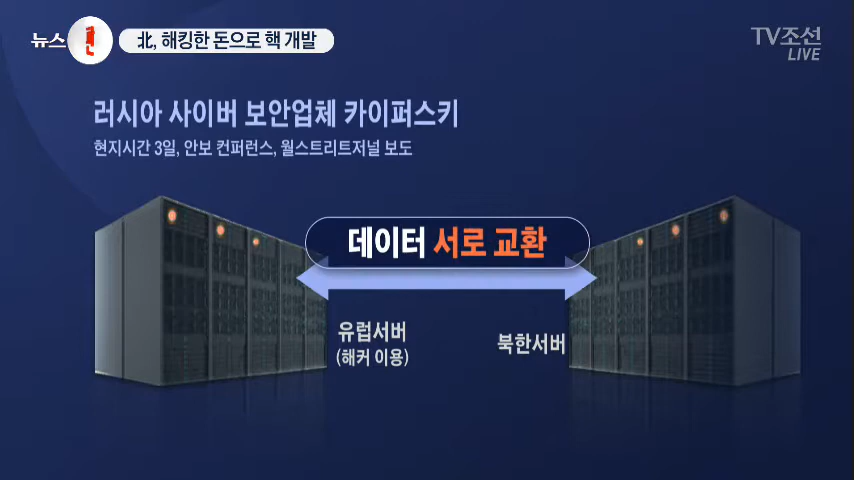 뉴스 콘
北, 해킹한 돈으로 핵 개발
TV조선
LIVE
러시아 사이버 보안업체 카이퍼스키
현지시간 3일, 안보 컨퍼런스, 월스트리트저널 보도
데이터 서로 교환
유럽서버
(해커 이용)
북한서버